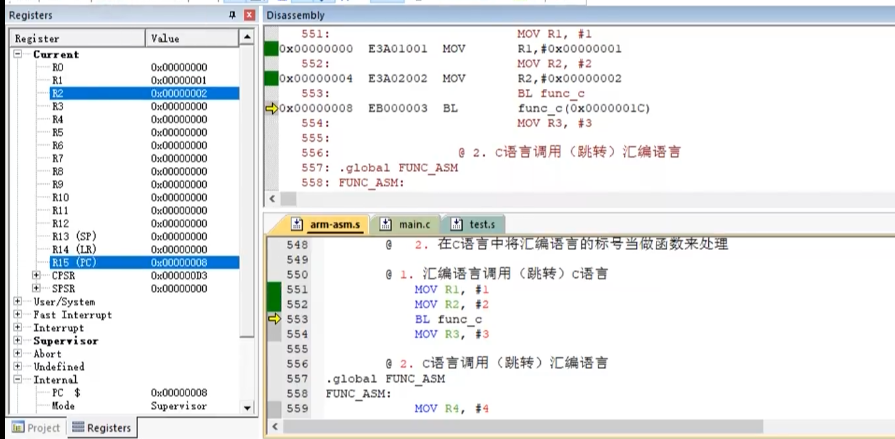 Registers
Register Value
Current
R0 0x00000000
R1 0x00000001
R2 0x00000002
R3 0x00000000
R4 0x00000000
R5 0x00000000
R6 0x00000000
R7 0x00000000
R8 0x00000000
R9 0x00000000
R10 0x00000000
R11 0x00000000
R12 0x00000000
R13 (SP) 0x00000000
R14 (LR) 0x00000000
R15 (PC) 0x00000008
CPSR 0x000000D3
SPSR 0x00000000
User/System
Fast Interrupt
Interrupt
Supervisor
Abort
Undefined
Internal
PC $ 0x00000008
Mode Supervisor
Project Registers
Disassembly
551: MOV R1, #1
0x00000000 E3A01001 MOV R1,#0x00000001
552: MOV R2, #2
0x00000004 E3A02002 MOV R2,#0x00000002
553: BL func_c
0x00000008 EB000003 BL func_c(0x0000001C)
554: MOV R3, #3
555:
556: @ 2. C语言调用（跳转）汇编语言
557: .global FUNC_ASM
558: FUNC_ASM:
arm-asm.s main.c test.s
548 @ 2. 在C语言中将汇编语言的标号当做函数来处理
549
550 @ 1. 汇编语言调用（跳转）C语言
551 MOV R1, #1
552 MOV R2, #2
553 BL func_c
554 MOV R3, #3
555
556 @ 2. C语言调用（跳转）汇编语言
557 .global FUNC_ASM
558 FUNC_ASM:
559 MOV R4, #4